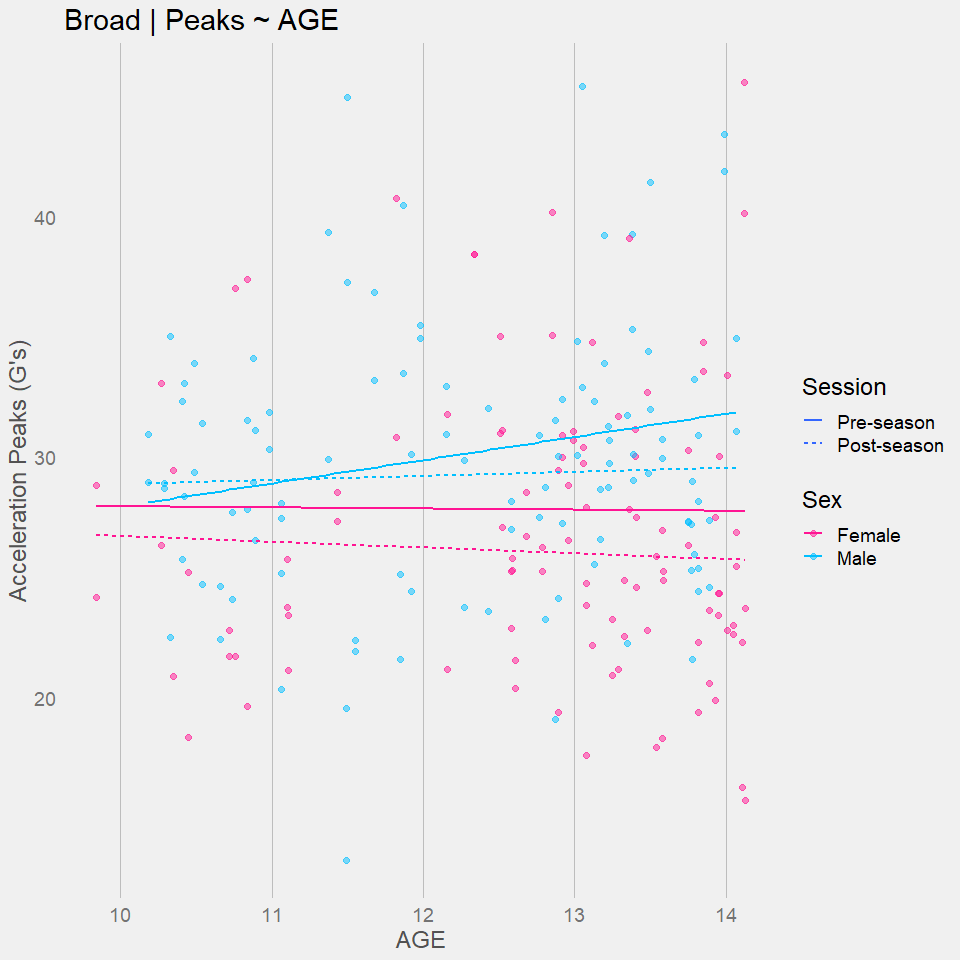 Broad | Peaks ~ AGE
Acceleration Peaks (G's)
40
30
20
10 11 12 13 14
AGE
Session
Pre-season
Post-season
Sex
Female
Male